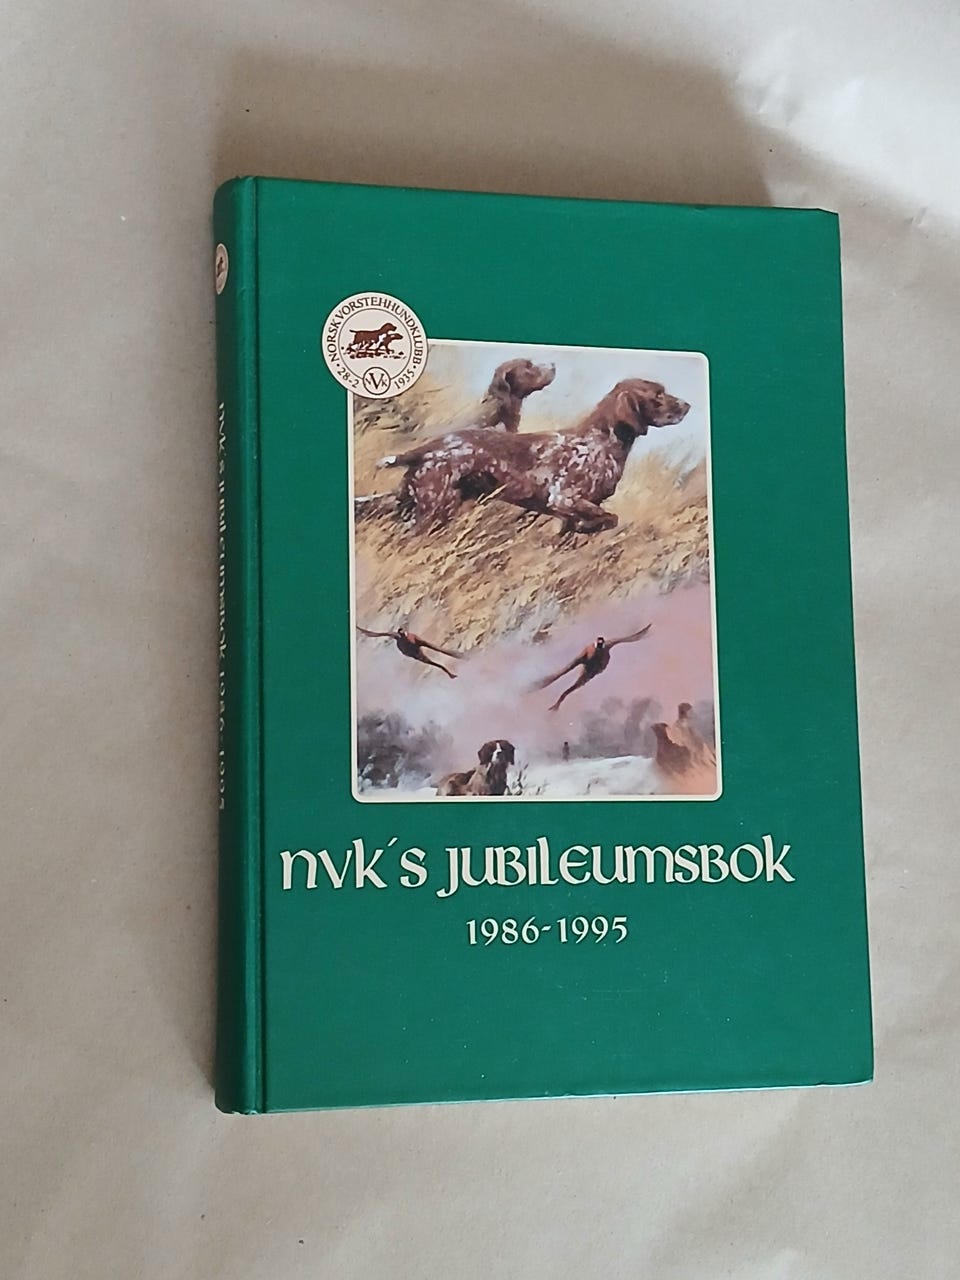 NORSK VORSTEHHUNDKLUBB
· 28-2 NVK 1935 ·
NVK´S JUBILEUMSBOK
1986-1995
NVK´S JUBILEUMSBOK 1986-1995